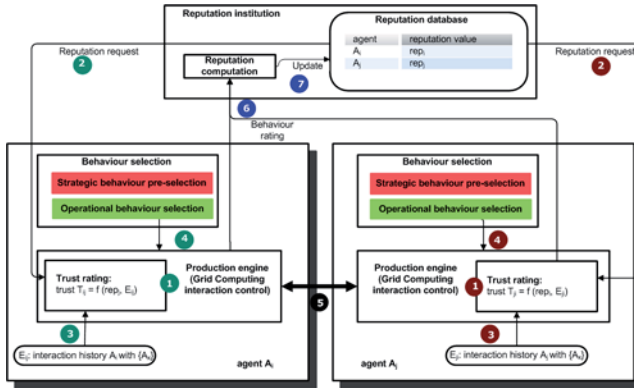 Reputation institution
Reputation database
agent reputation value
Ai repi
Aj repj
Reputation request
2
Reputation computation
Update
7
Reputation request
2
6
Behaviour rating
Behaviour selection
Strategic behaviour pre-selection
Operational behaviour selection
4
Trust rating:
trust Tij = f (repj, Eij)
1
Production engine
(Grid Computing
interaction control)
3
Eij: interaction history Ai with {Ax}
agent Ai
5
Behaviour selection
Strategic behaviour pre-selection
Operational behaviour selection
4
Production engine
(Grid Computing
interaction control)
1
Trust rating:
trust Tji = f (repi, Eji)
3
Eji: interaction history Aj with {Ax}
agent Aj